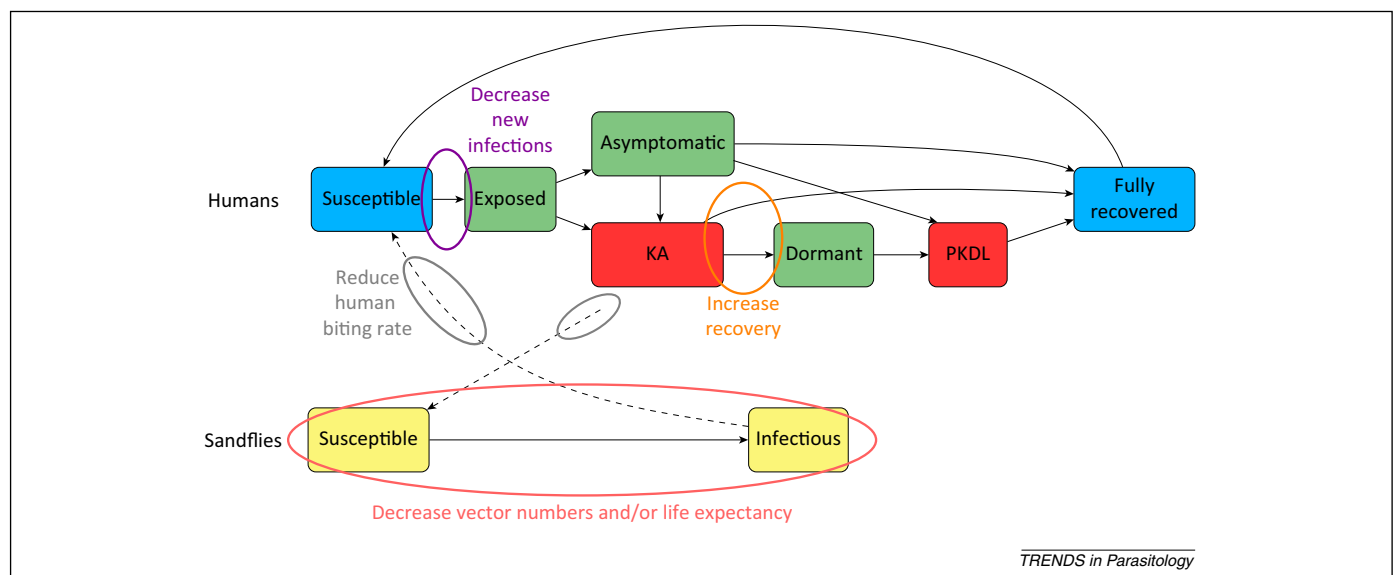 Decrease
new
infections
Asymptomatic
Humans
Susceptible
Exposed
Fully
recovered
KA
Dormant
PKDL
Reduce
human
biting rate
Increase
recovery
Sandflies
Susceptible
Infectious
Decrease vector numbers and/or life expectancy
TRENDS in Parasitology